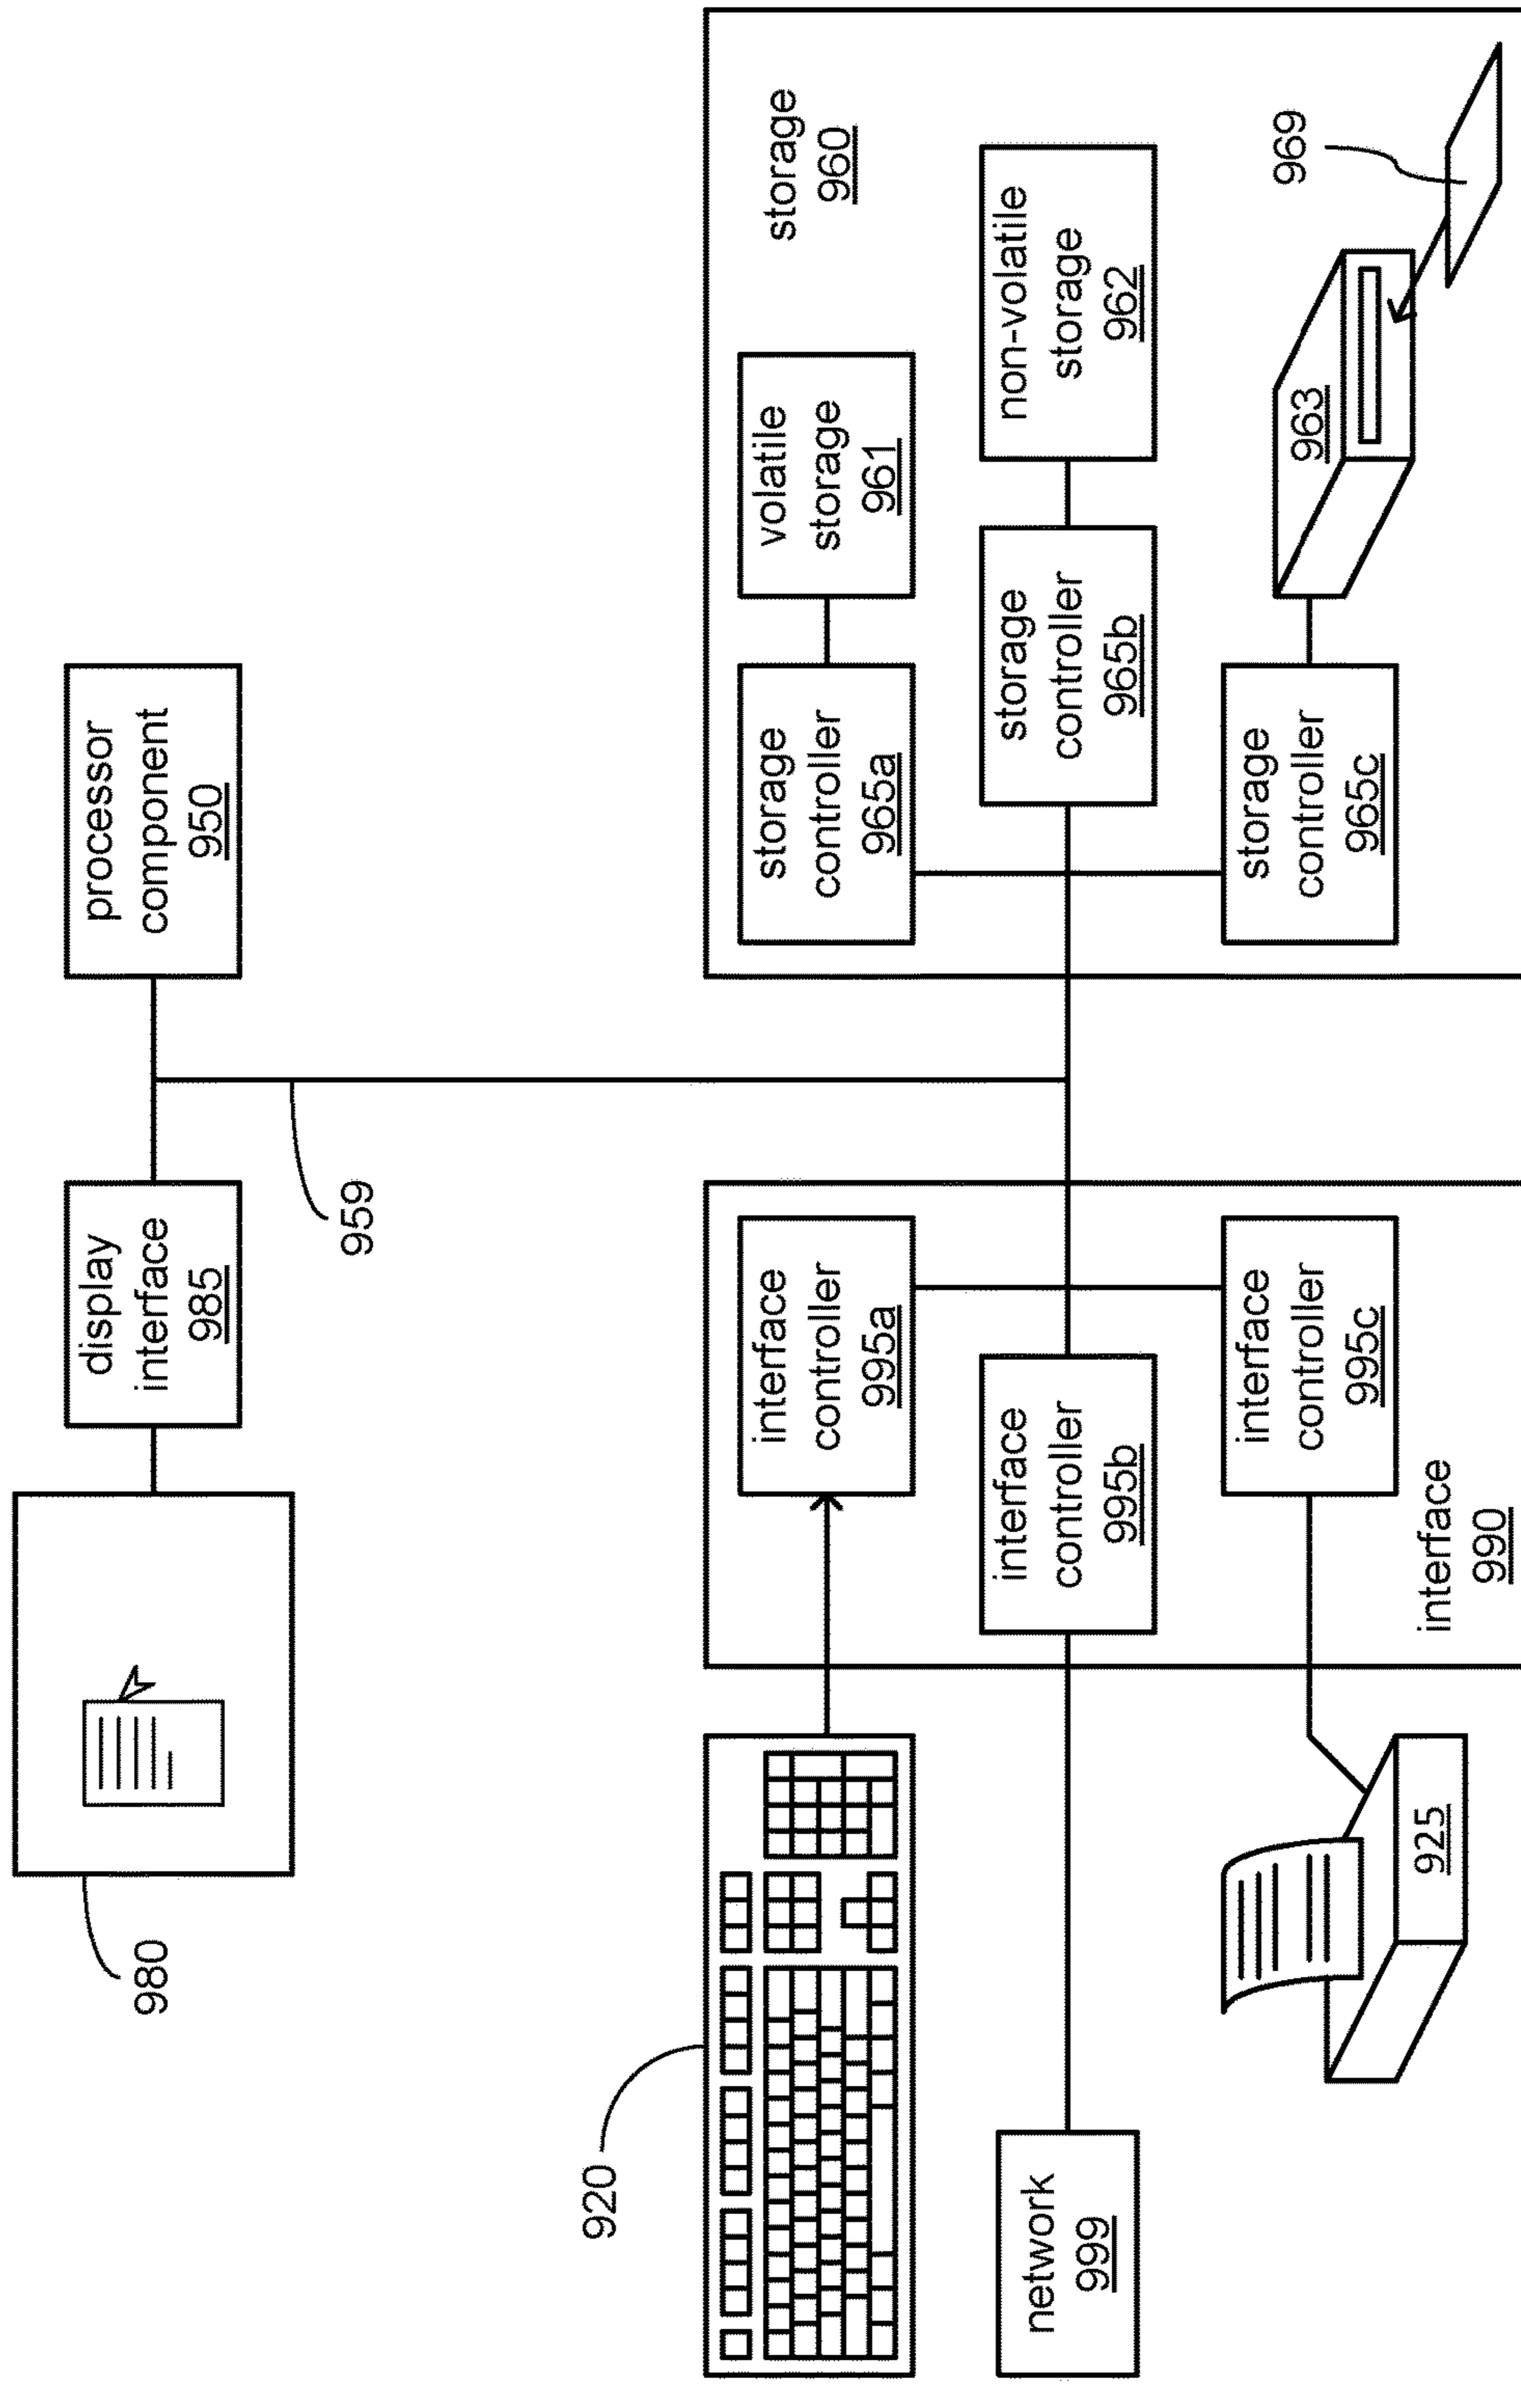 980
display
interface
985
processor
component
950
959
920
interface
controller
995a
storage
controller
965a
volatile
storage
961
storage
960
network
999
interface
controller
995b
storage
controller
965b
non-volatile
storage
962
925
interface
controller
995c
interface
990
storage
controller
965c
963
969